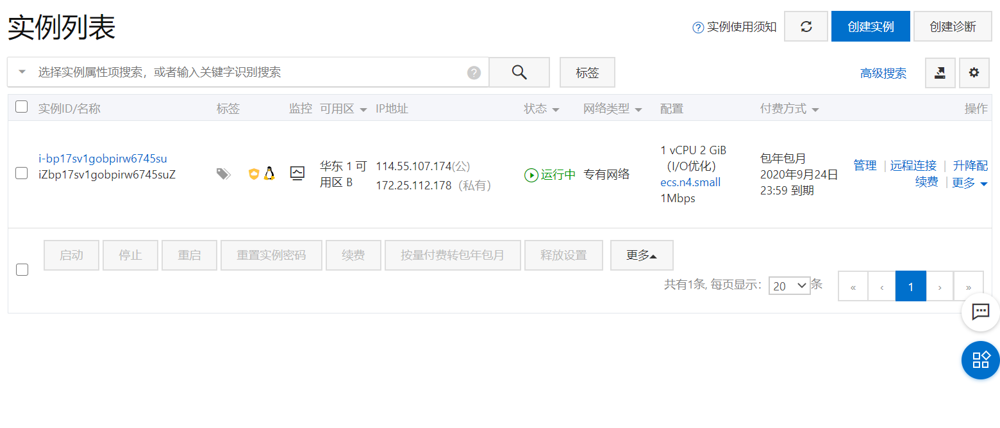 实例列表
实例使用须知
创建实例
创建诊断
选择实例属性项搜索，或者输入关键字识别搜索
标签
高级搜索
实例ID/名称 标签 监控 可用区 IP地址 状态 网络类型 配置 付费方式 操作
i-bp17sv1gobpirw6745su
iZbp17sv1gobpirw6745suZ
华东 1 可
用区 B
114.55.107.174(公)
172.25.112.178（私有）
运行中
专有网络
1 vCPU 2 GiB
（I/O优化）
ecs.n4.small
1Mbps
包年包月
2020年9月24日
23:59 到期
管理 | 远程连接 | 升降配
续费 | 更多
启动 停止 重启 重置实例密码 续费 按量付费转包年包月 释放设置 更多
共有1条, 每页显示: 20 条 « ‹ 1 › »